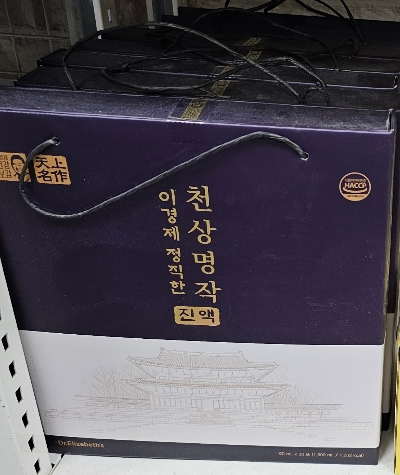 天上
名作
HACCP
천상명작
이경제 정직한
진액
Dr.Elizabeth's